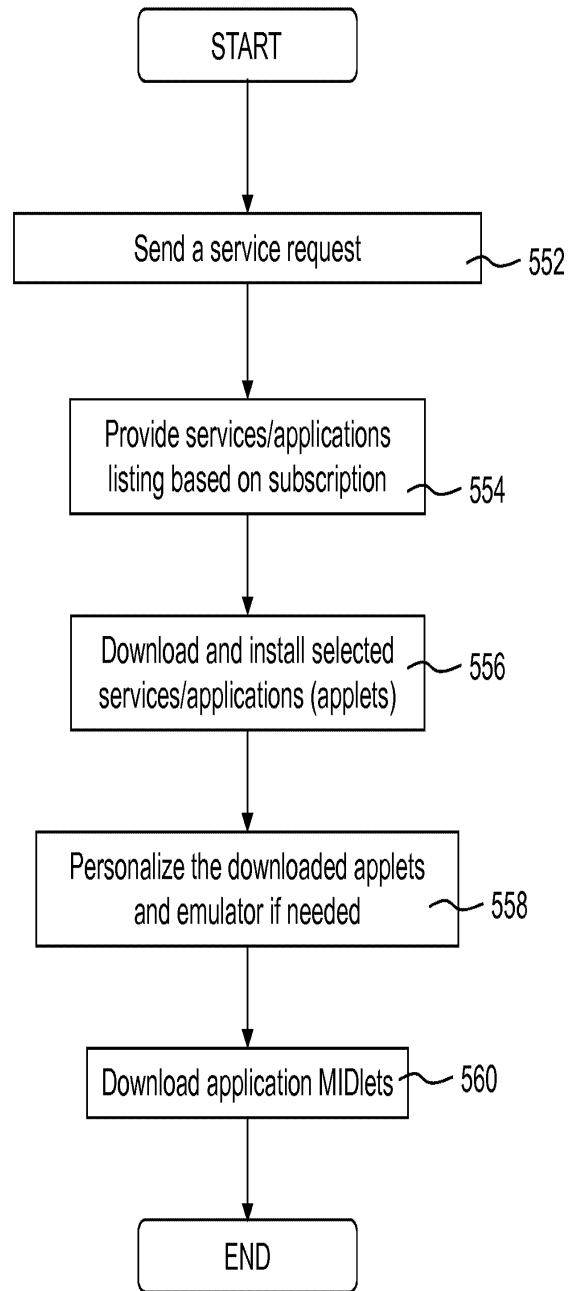 START
Send a service request
552
Provide services/applications
listing based on subscription
554
Download and install selected
services/applications (applets)
556
Personalize the downloaded applets
and emulator if needed
558
Download application MIDlets
560
END